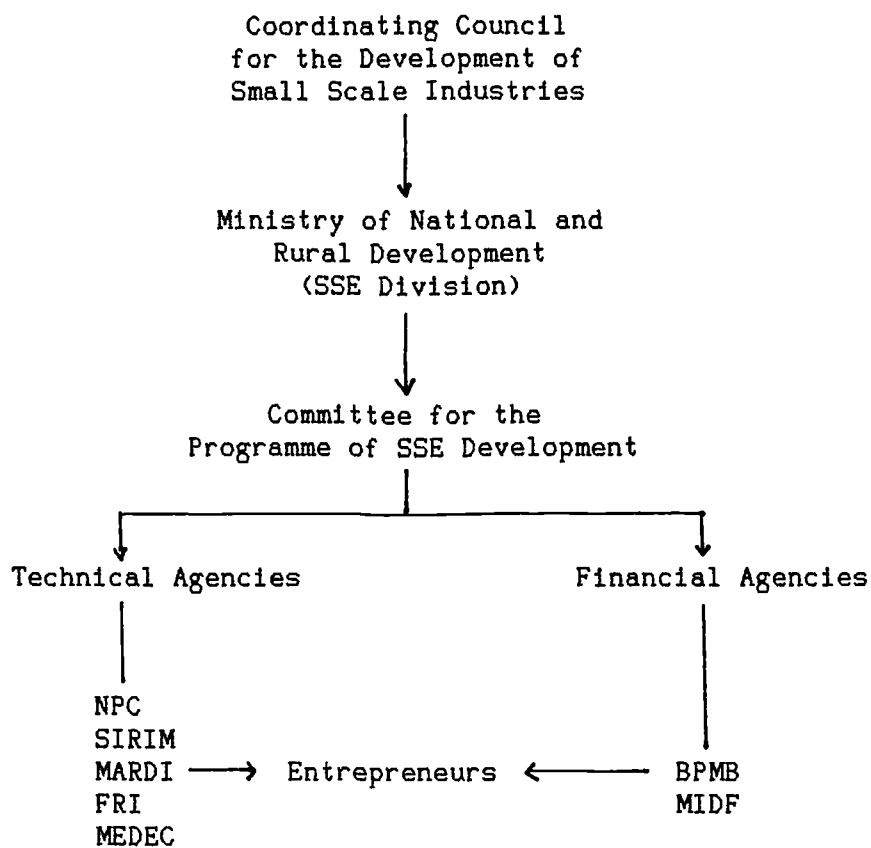 Coordinating Council
for the Development of
Small Scale Industries
Ministry of National and
Rural Development
(SSE Division)
Committee for the
Programme of SSE Development
Technical Agencies
Financial Agencies
NPC
SIRIM
MARDI
FRI
MEDEC
Entrepreneurs
BPMB
MIDF